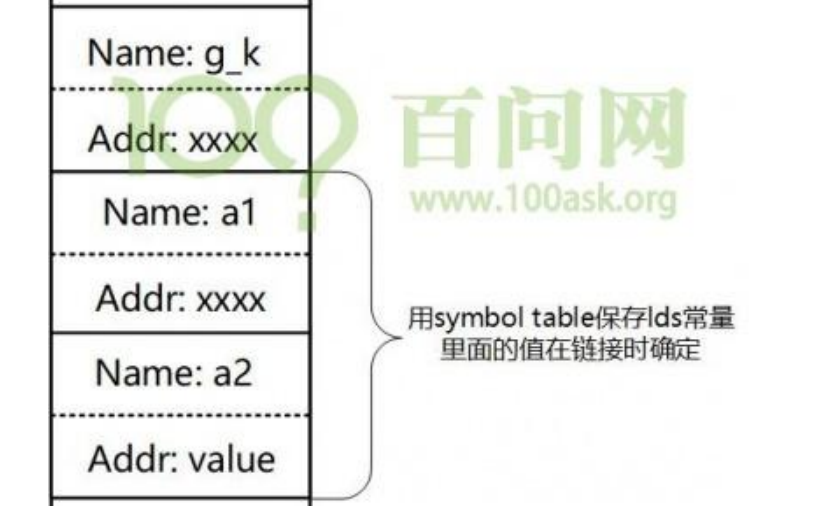 Name: g_k
Addr: xxxx
100?
百问网
www.100ask.org
Name: a1
Addr: xxxx
Name: a2
Addr: value
用symbol table保存lds常量
里面的值在链接时确定